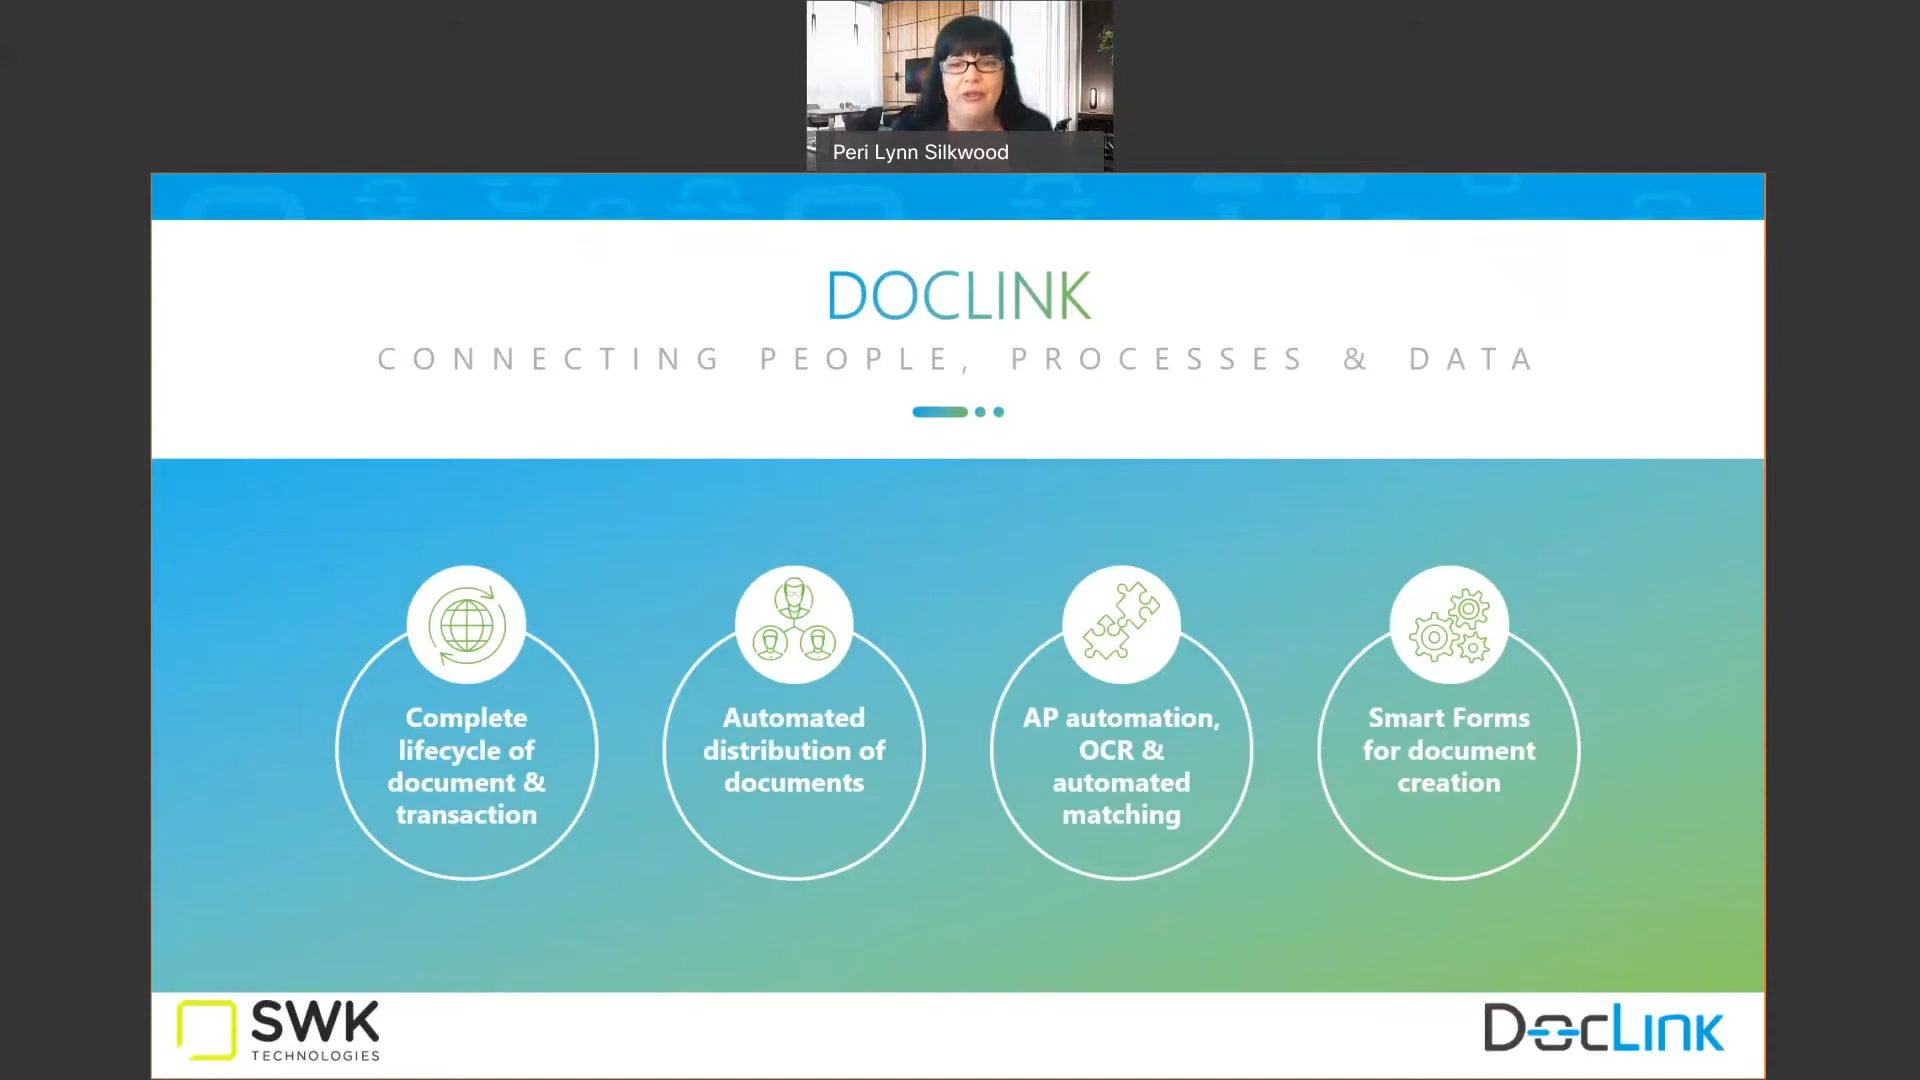 Peri Lynn Silkwood
DOCLINK
CONNECTING PEOPLE, PROCESSES & DATA
Complete
lifecycle of
document &
transaction
Automated
distribution of
documents
AP automation,
OCR &
automated
matching
Smart Forms
for document
creation
SWK
TECHNOLOGIES
DocLink